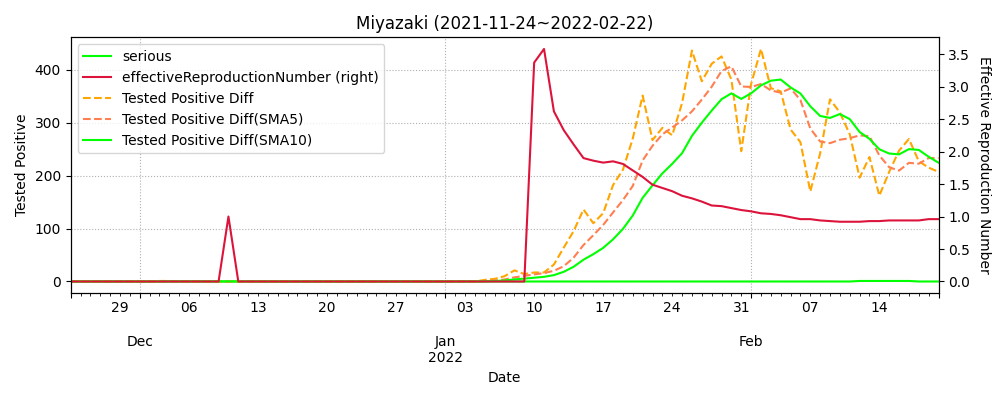 Miyazaki (2021-11-24~2022-02-22)
serious
effectiveReproductionNumber (right)
Tested Positive Diff
Tested Positive Diff(SMA5)
Tested Positive Diff(SMA10)
Tested Positive
400
300
200
100
0
3.5
3.0
2.5
2.0
1.5
1.0
0.5
0.0
Effective Reproduction Number
29 06 13 20 27 03 10 17 24 31 07 14
Dec Jan Feb
2022
Date